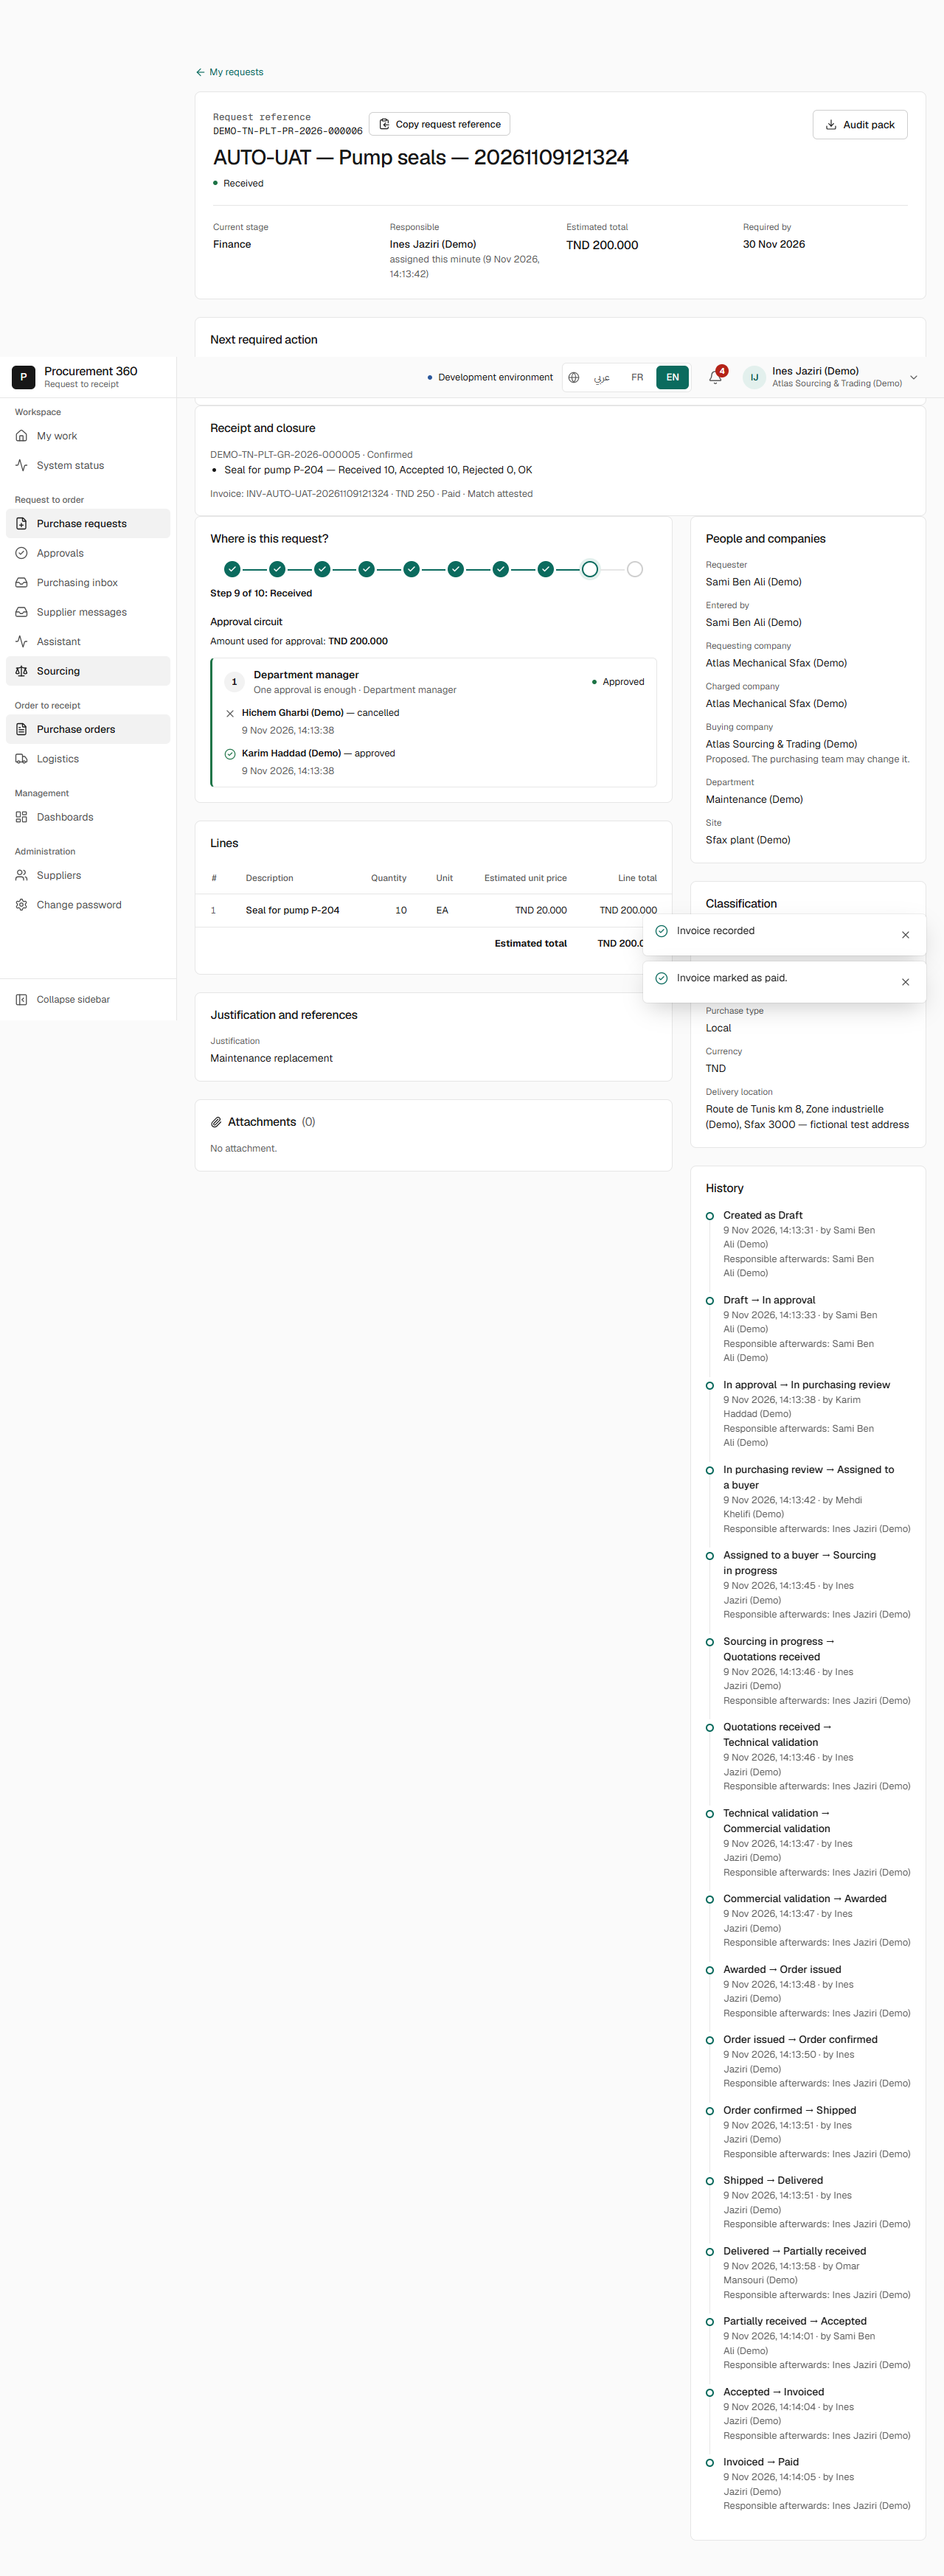 My requests
Request reference
DEMO-TN-PLT-PR-2026-000006
Copy request reference
Audit pack
AUTO-UAT — Pump seals — 20261109121324
Received
Current stage
Finance
Responsible
Ines Jaziri (Demo)
assigned this minute (9 Nov 2026,
14:13:42)
Estimated total
TND 200.000
Required by
30 Nov 2026
Next required action
P
Procurement 360
Request to receipt
Development environment
عربي
FR
EN
4
IJ
Ines Jaziri (Demo)
Atlas Sourcing & Trading (Demo)
Workspace
My work
System status
Request to order
Purchase requests
Approvals
Purchasing inbox
Supplier messages
Assistant
Sourcing
Order to receipt
Purchase orders
Logistics
Management
Dashboards
Administration
Suppliers
Change password
Collapse sidebar
Receipt and closure
DEMO-TN-PLT-GR-2026-000005 · Confirmed
Seal for pump P-204 — Received 10, Accepted 10, Rejected 0, OK
Invoice: INV-AUTO-UAT-20261109121324 · TND 250 · Paid · Match attested
Where is this request?
Step 9 of 10: Received
Approval circuit
Amount used for approval: TND 200.000
1
Department manager
One approval is enough · Department manager
Approved
Hichem Gharbi (Demo) — cancelled
9 Nov 2026, 14:13:38
Karim Haddad (Demo) — approved
9 Nov 2026, 14:13:38
Lines
# Description Quantity Unit Estimated unit price Line total
1 Seal for pump P-204 10 EA TND 20.000 TND 200.000
Estimated total TND 200.0
Justification and references
Justification
Maintenance replacement
Attachments (0)
No attachment.
People and companies
Requester
Sami Ben Ali (Demo)
Entered by
Sami Ben Ali (Demo)
Requesting company
Atlas Mechanical Sfax (Demo)
Charged company
Atlas Mechanical Sfax (Demo)
Buying company
Atlas Sourcing & Trading (Demo)
Proposed. The purchasing team may change it.
Department
Maintenance (Demo)
Site
Sfax plant (Demo)
Classification
Invoice recorded
Invoice marked as paid.
Purchase type
Local
Currency
TND
Delivery location
Route de Tunis km 8, Zone industrielle
(Demo), Sfax 3000 — fictional test address
History
Created as Draft
9 Nov 2026, 14:13:31 · by Sami Ben
Ali (Demo)
Responsible afterwards: Sami Ben
Ali (Demo)
Draft → In approval
9 Nov 2026, 14:13:33 · by Sami Ben
Ali (Demo)
Responsible afterwards: Sami Ben
Ali (Demo)
In approval → In purchasing review
9 Nov 2026, 14:13:38 · by Karim
Haddad (Demo)
Responsible afterwards: Sami Ben
Ali (Demo)
In purchasing review → Assigned to
a buyer
9 Nov 2026, 14:13:42 · by Mehdi
Khelifi (Demo)
Responsible afterwards: Ines Jaziri (Demo)
Assigned to a buyer → Sourcing
in progress
9 Nov 2026, 14:13:45 · by Ines
Jaziri (Demo)
Responsible afterwards: Ines Jaziri (Demo)
Sourcing in progress →
Quotations received
9 Nov 2026, 14:13:46 · by Ines
Jaziri (Demo)
Responsible afterwards: Ines Jaziri (Demo)
Quotations received →
Technical validation
9 Nov 2026, 14:13:46 · by Ines
Jaziri (Demo)
Responsible afterwards: Ines Jaziri (Demo)
Technical validation →
Commercial validation
9 Nov 2026, 14:13:47 · by Ines
Jaziri (Demo)
Responsible afterwards: Ines Jaziri (Demo)
Commercial validation → Awarded
9 Nov 2026, 14:13:47 · by Ines
Jaziri (Demo)
Responsible afterwards: Ines Jaziri (Demo)
Awarded → Order issued
9 Nov 2026, 14:13:48 · by Ines
Jaziri (Demo)
Responsible afterwards: Ines Jaziri (Demo)
Order issued → Order confirmed
9 Nov 2026, 14:13:50 · by Ines
Jaziri (Demo)
Responsible afterwards: Ines Jaziri (Demo)
Order confirmed → Shipped
9 Nov 2026, 14:13:51 · by Ines
Jaziri (Demo)
Responsible afterwards: Ines Jaziri (Demo)
Shipped → Delivered
9 Nov 2026, 14:13:51 · by Ines
Jaziri (Demo)
Responsible afterwards: Ines Jaziri (Demo)
Delivered → Partially received
9 Nov 2026, 14:13:58 · by Omar
Mansouri (Demo)
Responsible afterwards: Ines Jaziri (Demo)
Partially received → Accepted
9 Nov 2026, 14:14:01 · by Sami Ben
Ali (Demo)
Responsible afterwards: Ines Jaziri (Demo)
Accepted → Invoiced
9 Nov 2026, 14:14:04 · by Ines
Jaziri (Demo)
Responsible afterwards: Ines Jaziri (Demo)
Invoiced → Paid
9 Nov 2026, 14:14:05 · by Ines
Jaziri (Demo)
Responsible afterwards: Ines Jaziri (Demo)